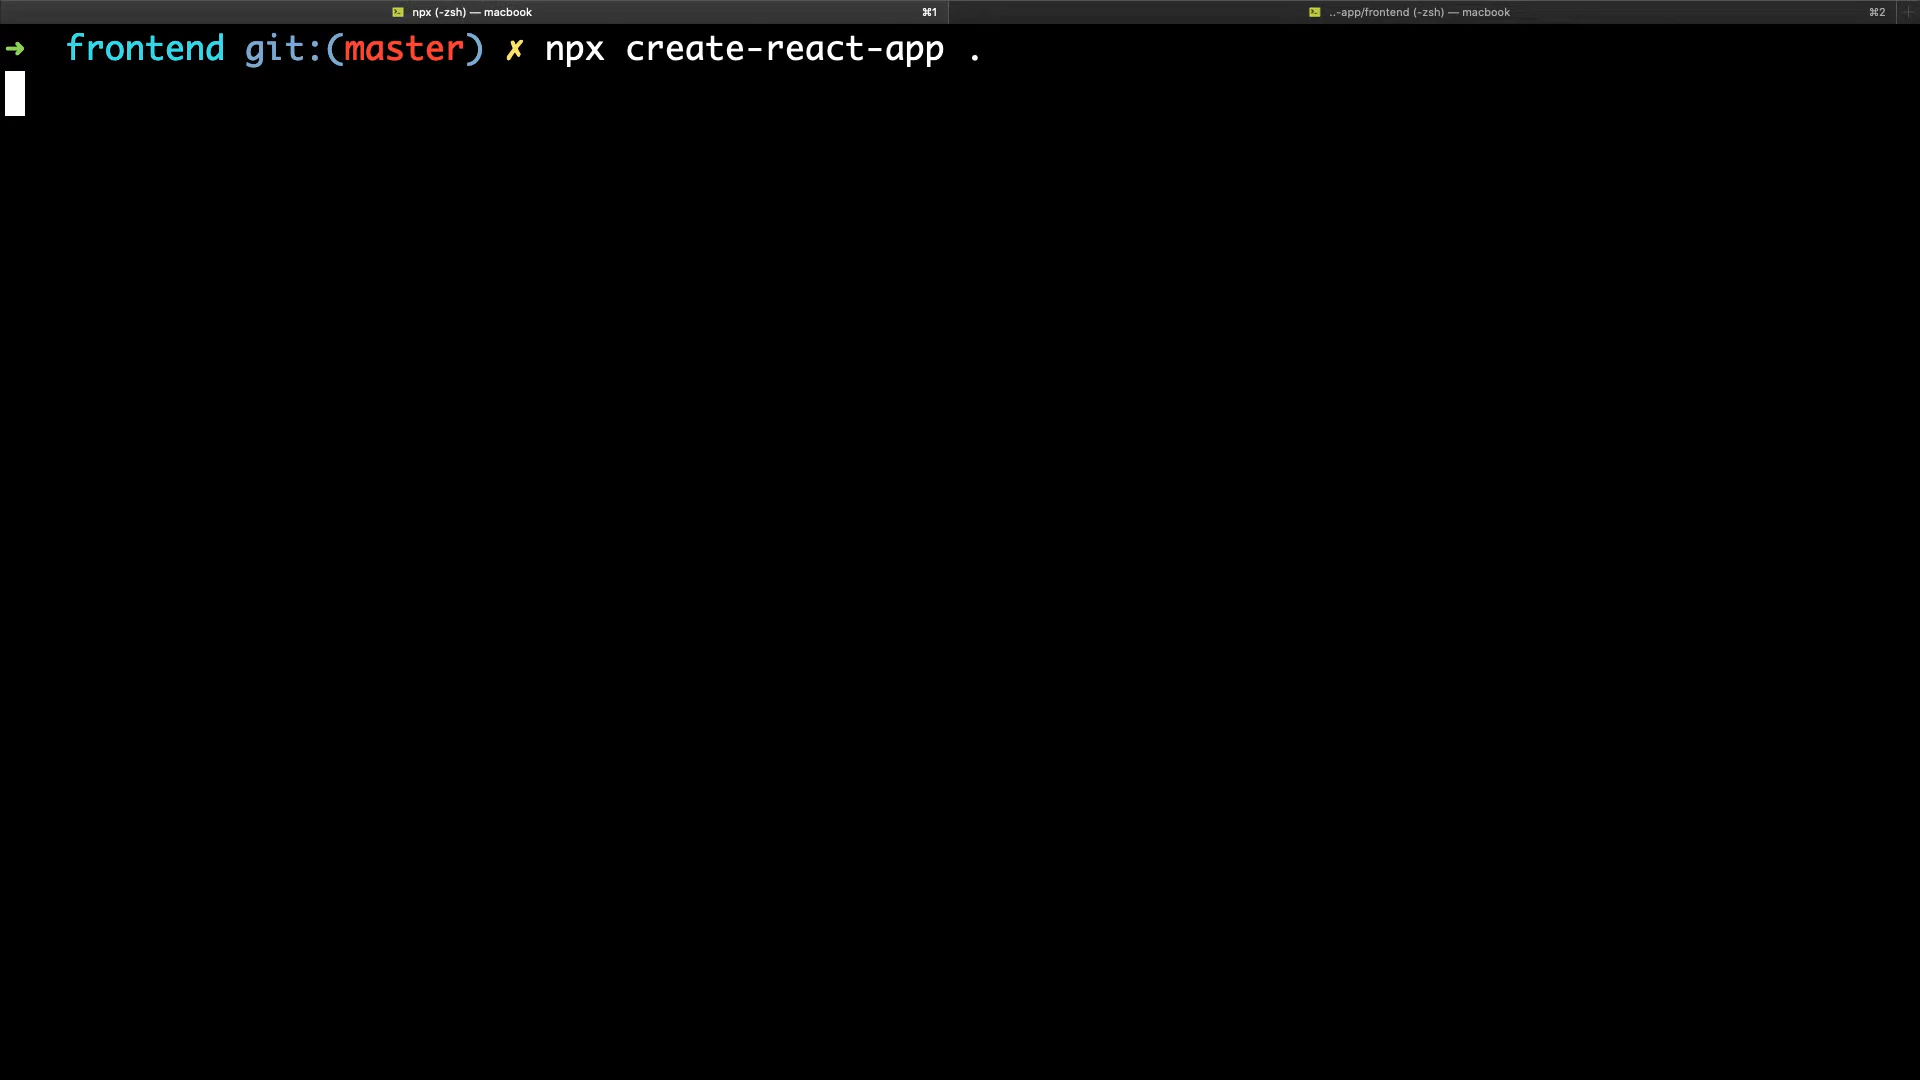 npx (-zsh) — macbook ⌘1 ..-app/frontend (-zsh) — macbook ⌘2
➜ frontend git:(master) ✗ npx create-react-app .